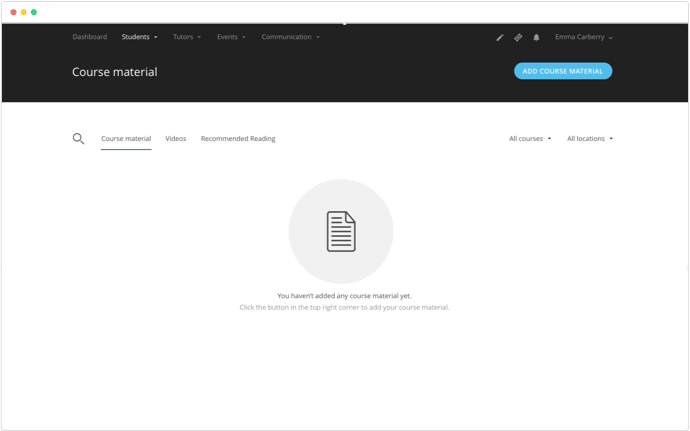 Dashboard Students Tutors Events Communication Emma Carberry
Course material ADD COURSE MATERIAL
Course material Videos Recommended Reading All courses All locations
You haven't added any course material yet.
Click the button in the top right corner to add your course material.